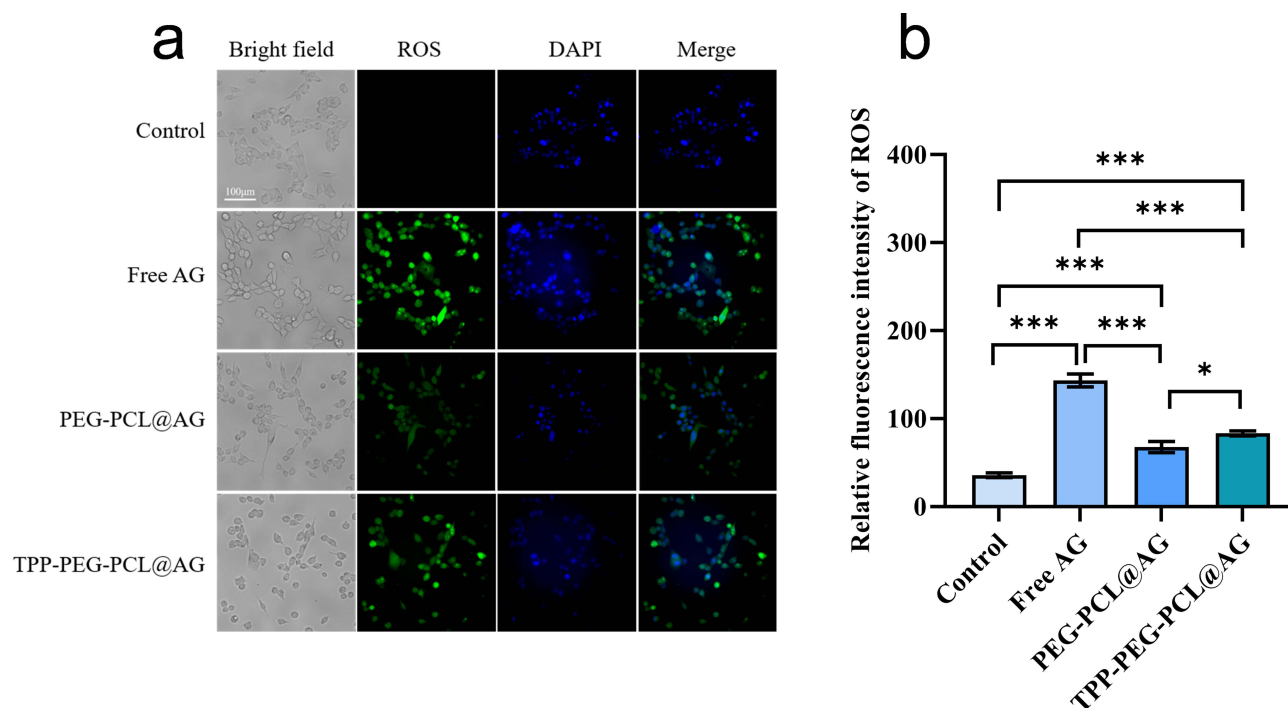 a
Bright field
ROS
DAPI
Merge
Control
100μm
Free AG
PEG-PCL@AG
TPP-PEG-PCL@AG
b
Relative fluorescence intensity of ROS
400
300
200
100
0
***
***
***
***
***
*
Control
Free AG
PEG-PCL@AG
TPP-PEG-PCL@AG